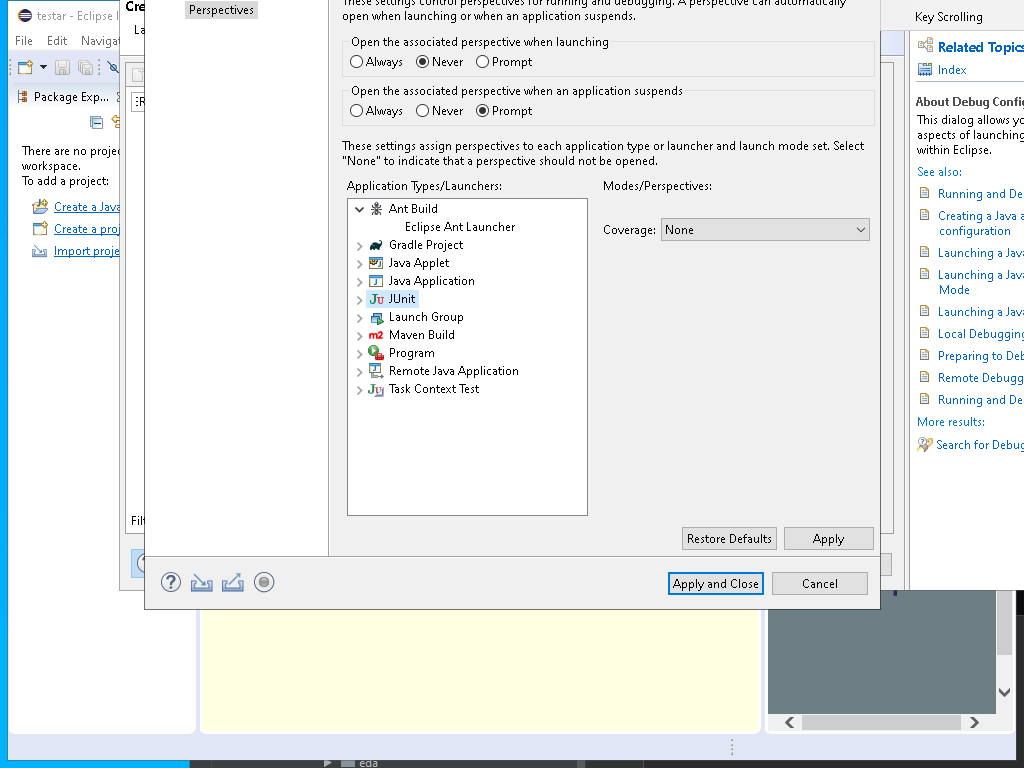 testar - Eclipse
File Edit Navigat
Package Exp...
There are no proje
workspace.
To add a project:
Create a Java
Create a proj
Import proje
Cre
La
Filt
Perspectives
These settings control perspectives for running and debugging. A perspective can automatically
open when launching or when an application suspends.
Open the associated perspective when launching
Always Never Prompt
Open the associated perspective when an application suspends
Always Never Prompt
These settings assign perspectives to each application type or launcher and launch mode set. Select
"None" to indicate that a perspective should not be opened.
Application Types/Launchers:
Modes/Perspectives:
Ant Build
Eclipse Ant Launcher
Gradle Project
Java Applet
Java Application
JUnit
Launch Group
Maven Build
Program
Remote Java Application
Task Context Test
Coverage: None
Restore Defaults
Apply
Apply and Close
Cancel
Key Scrolling
Related Topics
Index
About Debug Config
This dialog allows yo
aspects of launching
within Eclipse.
See also:
Running and De
Creating a Java a
configuration
Launching a Java
Launching a Java
Mode
Launching a Java
Local Debugging
Preparing to Deb
Remote Debugg
Running and De
More results:
Search for Debug
eda